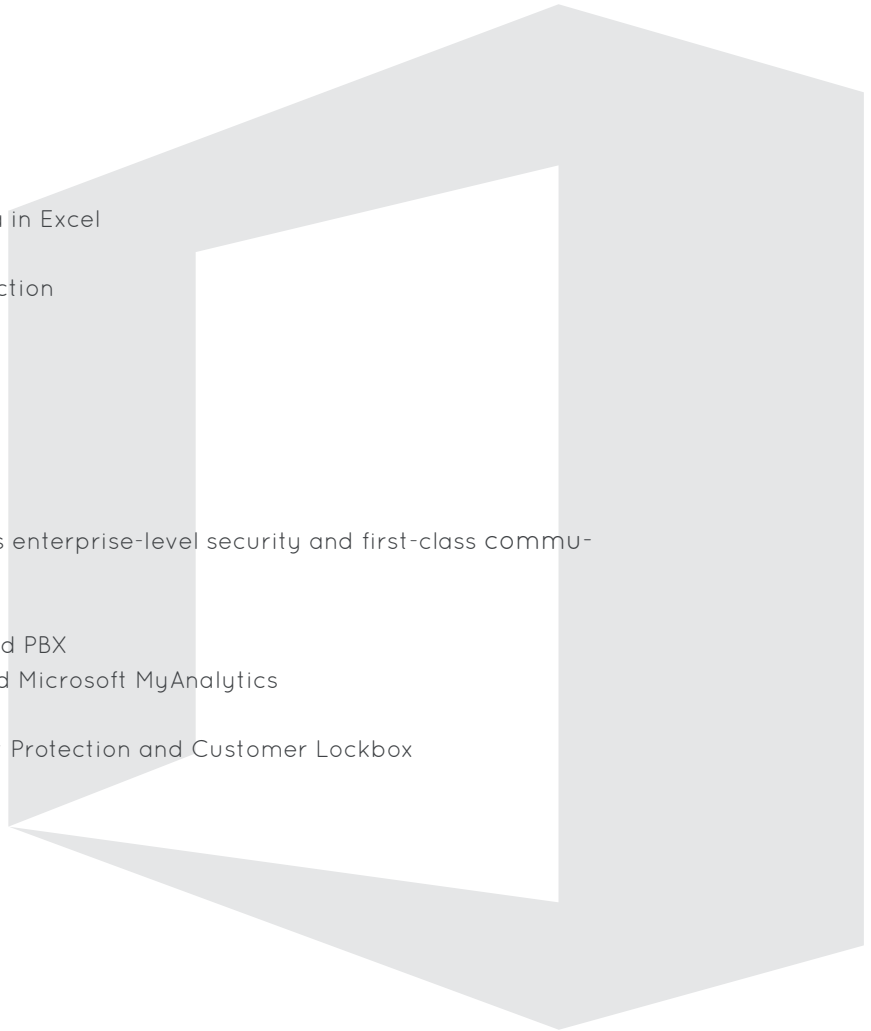 in Excel
ction
s enterprise-level security and first-class commu-
d PBX
d Microsoft MyAnalytics
Protection and Customer Lockbox